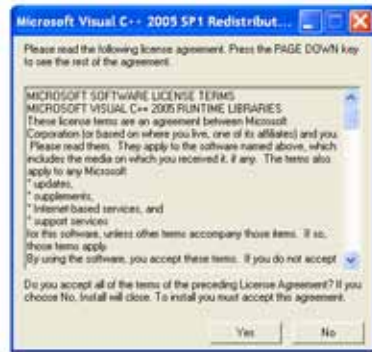 Microsoft Visual C++ 2005 SP1 Redistribut...
Please read the following license agreement. Press the PAGE DOWN key
to see the rest of the agreement.
MICROSOFT SOFTWARE LICENSE TERMS
MICROSOFT VISUAL C++ 2005 RUNTIME LIBRARIES
These license terms are an agreement between Microsoft
Corporation (or based on where you live, one of its affiliates) and you.
Please read them. They apply to the software named above, which
includes the media on which you received it, if any. The terms also
apply to any Microsoft
* updates,
* supplements,
* Internet-based services, and
* support services
for this software, unless other terms accompany those items. If so,
those terms apply.
By using the software, you accept these terms. If you do not accept
Do you accept all of the terms of the preceding License Agreement? If you
choose No, Install will close. To install you must accept this agreement.
Yes
No